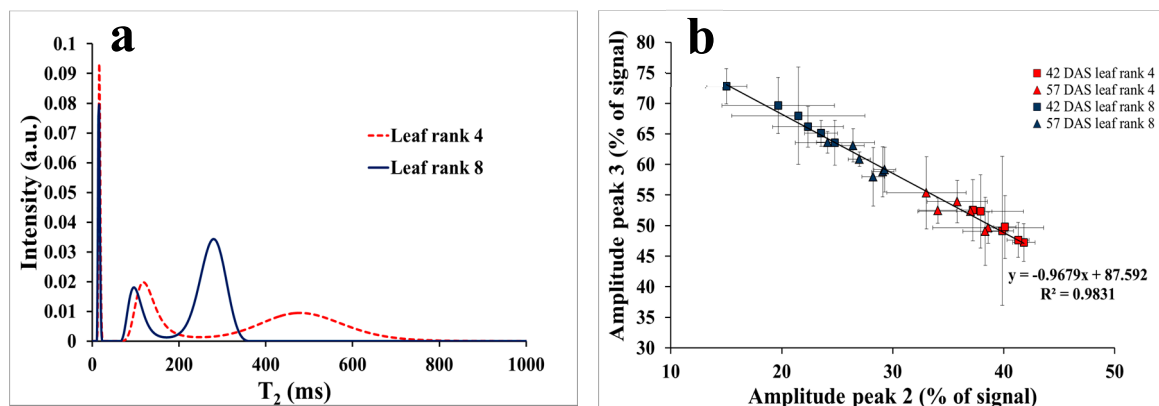 a
0.1
0.09
0.08
0.07
0.06
0.05
0.04
0.03
0.02
0.01
0
Intensity (a.u.)
Leaf rank 4
Leaf rank 8
0 200 400 600 800 1000
T2 (ms)
b
80
75
70
65
60
55
50
45
40
35
30
Amplitude peak 3 (% of signal)
42 DAS leaf rank 4
57 DAS leaf rank 4
42 DAS leaf rank 8
57 DAS leaf rank 8
y = -0.9679x + 87.592
R² = 0.9831
10 20 30 40 50
Amplitude peak 2 (% of signal)